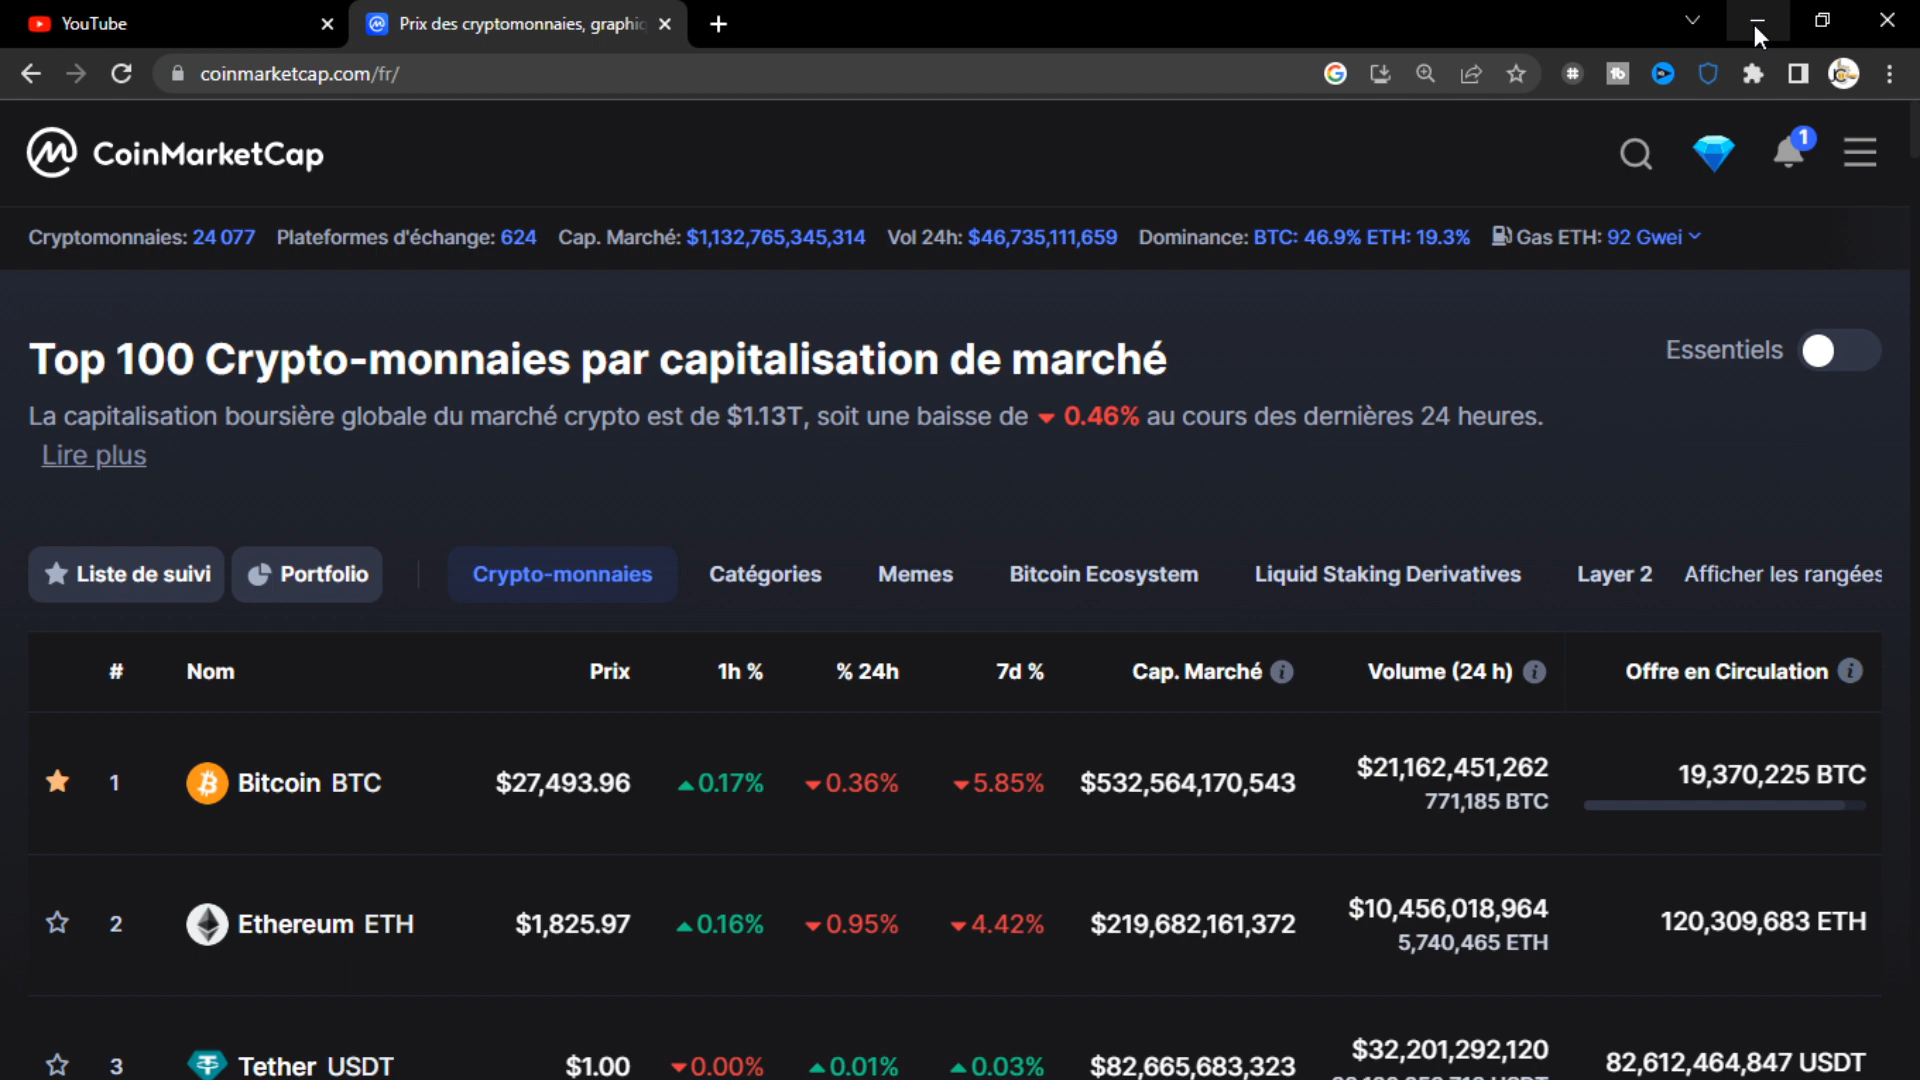 YouTube
Prix des cryptomonnaies, graphi
coinmarketcap.com/fr/
CoinMarketCap
1
Cryptomonnaies: 24 077 Plateformes d'échange: 624 Cap. Marché: $1,132,765,345,314 Vol 24h: $46,735,111,659 Dominance: BTC: 46.9% ETH: 19.3% Gas ETH: 92 Gwei
Top 100 Crypto-monnaies par capitalisation de marché
Essentiels
La capitalisation boursière globale du marché crypto est de $1.13T, soit une baisse de 0.46% au cours des dernières 24 heures.
Lire plus
Liste de suivi Portfolio Crypto-monnaies Catégories Memes Bitcoin Ecosystem Liquid Staking Derivatives Layer 2 Afficher les rangées
# Nom Prix 1h % % 24h 7d % Cap. Marché Volume (24 h) Offre en Circulation
1 Bitcoin BTC $27,493.96 0.17% 0.36% 5.85% $532,564,170,543 $21,162,451,262 19,370,225 BTC
771,185 BTC
2 Ethereum ETH $1,825.97 0.16% 0.95% 4.42% $219,682,161,372 $10,456,018,964 120,309,683 ETH
5,740,465 ETH
3 Tether USDT $1.00 0.00% 0.01% 0.03% $82,665,683,323 $32,201,292,120 82,612,464,847 USDT